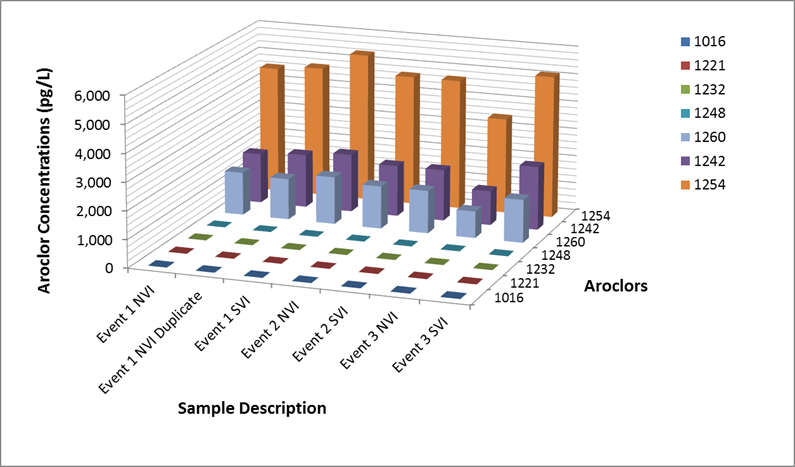 Aroclor Concentrations (pg/L)
6,000
5,000
4,000
3,000
2,000
1,000
0
Event 1 NVI
Event 1 NVI Duplicate
Event 1 SVI
Event 2 NVI
Event 2 SVI
Event 3 NVI
Event 3 SVI
Sample Description
1254
1242
1260
1248
1232
1221
1016
Aroclors
1016
1221
1232
1248
1260
1242
1254